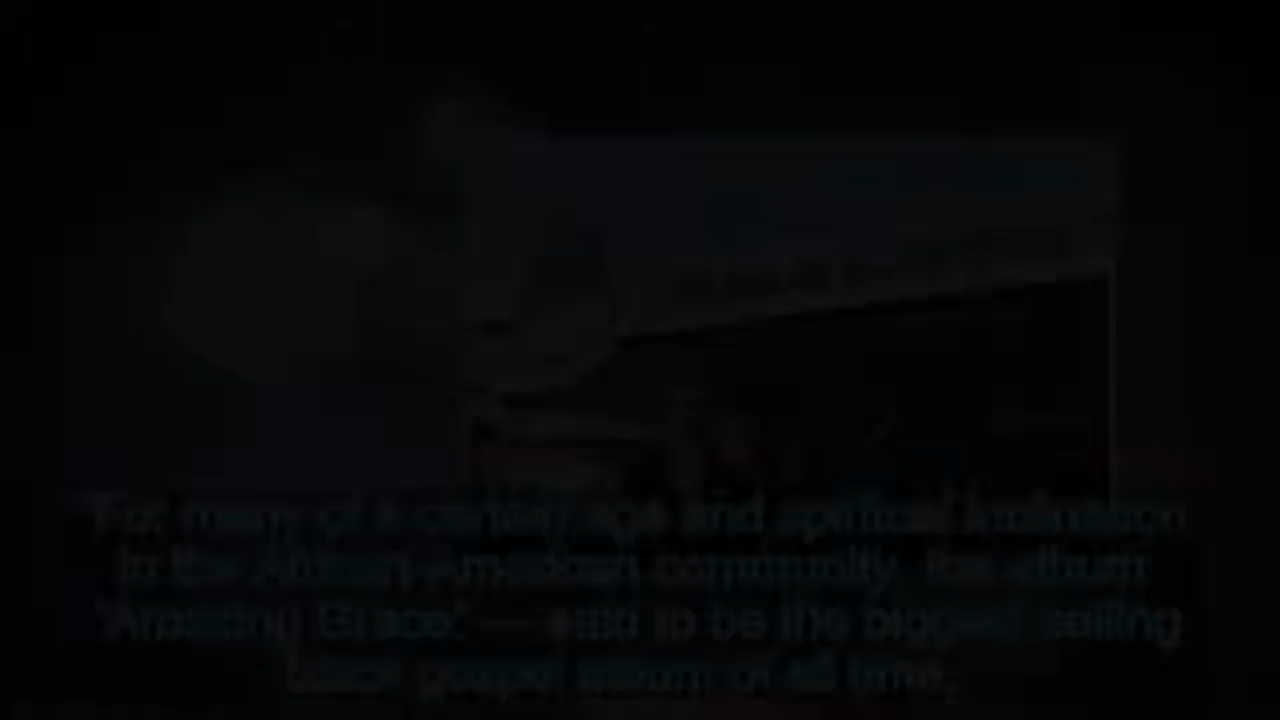 For many of a certain age and spiritual inclination
in the African American community, the album
'Amazing Grace' — said to be the biggest selling
gospel album of all time,